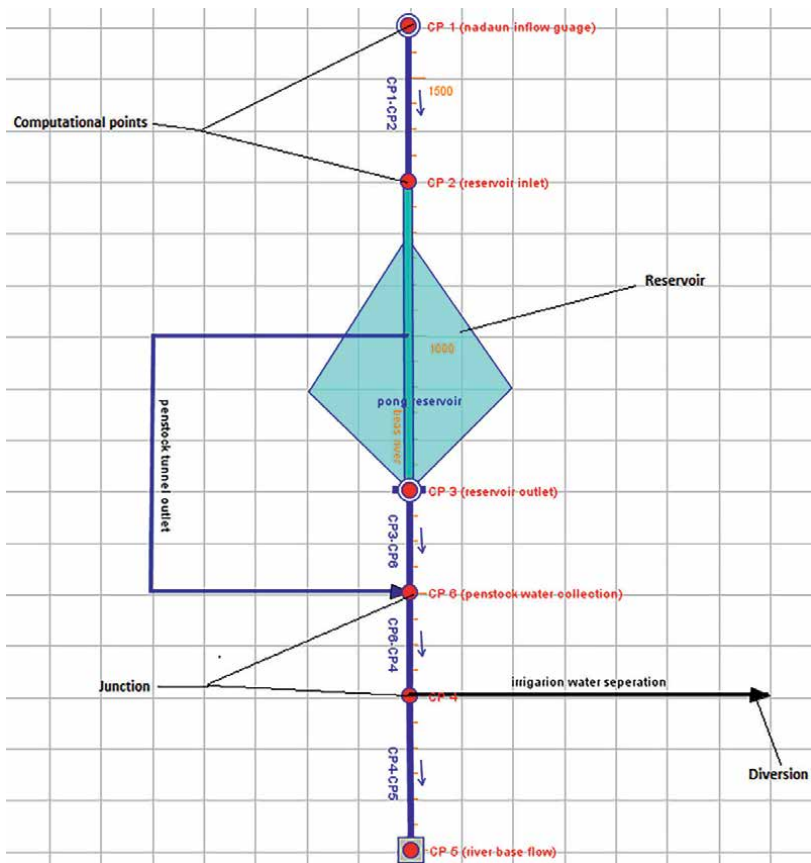 CP 1 (nadaun inflow guage)
1500
CP1-CP2
Computational points
CP 2 (reservoir inlet)
Reservoir
1000
pong reservoir
beas river
penstock tunnel outlet
CP 3 (reservoir outlet)
CP3-CP6
CP 6 (penstock water collection)
CP6-CP4
irrigarion water seperation
Junction
CP 4
Diversion
CP4-CP5
CP 5 (river base flow)